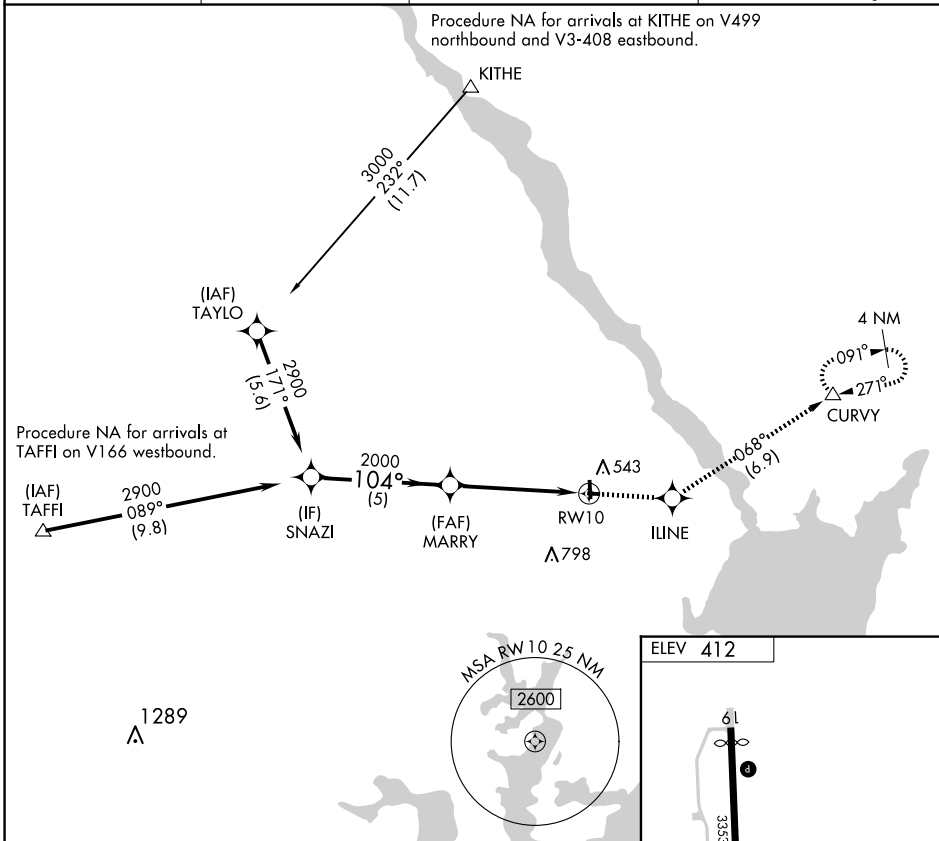 Procedure NA for arrivals at KITHE on V499
northbound and V3-408 eastbound.
KITHE
3000
232°
(11.7)
(IAF)
TAYLO
4 NM
091°
271°
CURVY
2900
171°
(5.6)
068°
(6.9)
Procedure NA for arrivals at
TAFFI on V166 westbound.
(IAF)
TAFFI
2900
089°
(9.8)
(IF)
SNAZI
2000
104°
(5)
(FAF)
MARRY
543
RW10
ILINE
798
MSA RW10 25 NM
2600
1289
ELEV 412
19
P